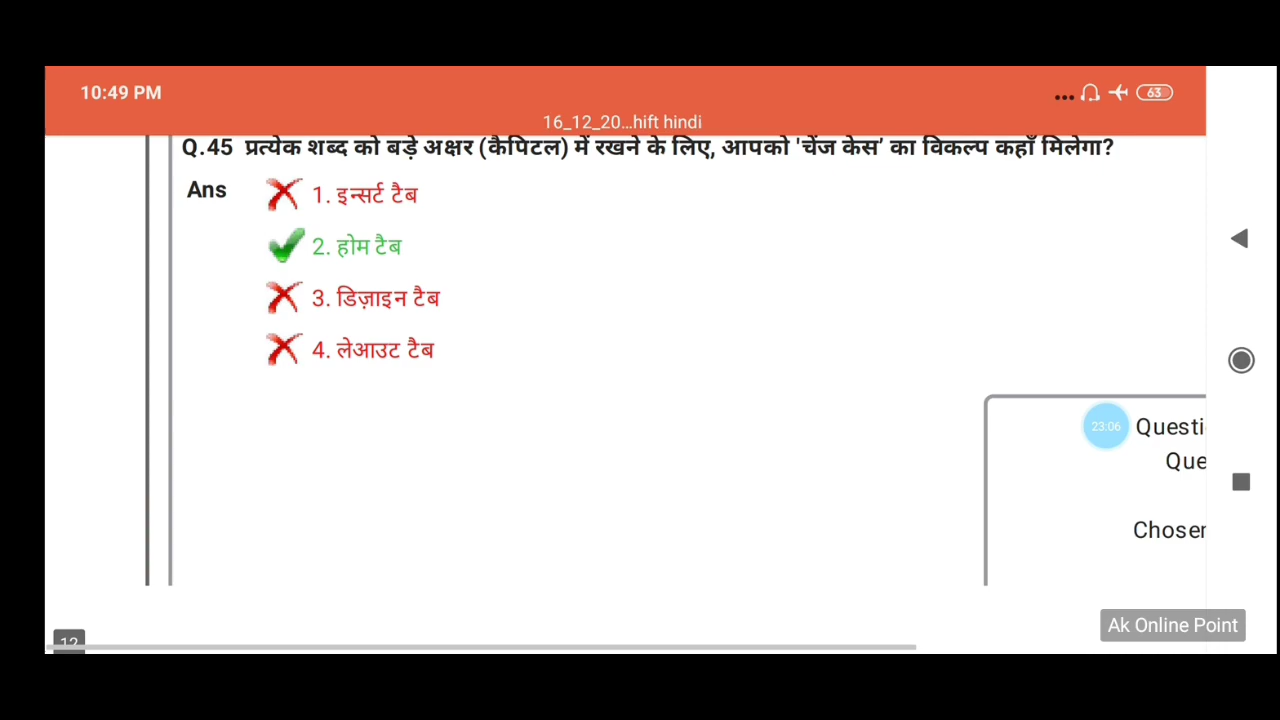 10:49 PM
63
16_12_20...hift hindi
Q.45 प्रत्येक शब्द को बड़े अक्षर (कैपिटल) में रखने के लिए, आपको 'चेंज केस’ का विकल्प कहाँ मिलेगा?
Ans
1. इन्सर्ट टैब
2. होम टैब
3. डिज़ाइन टैब
4. लेआउट टैब
23:06
Questi
Que
Chosen
Ak Online Point
12